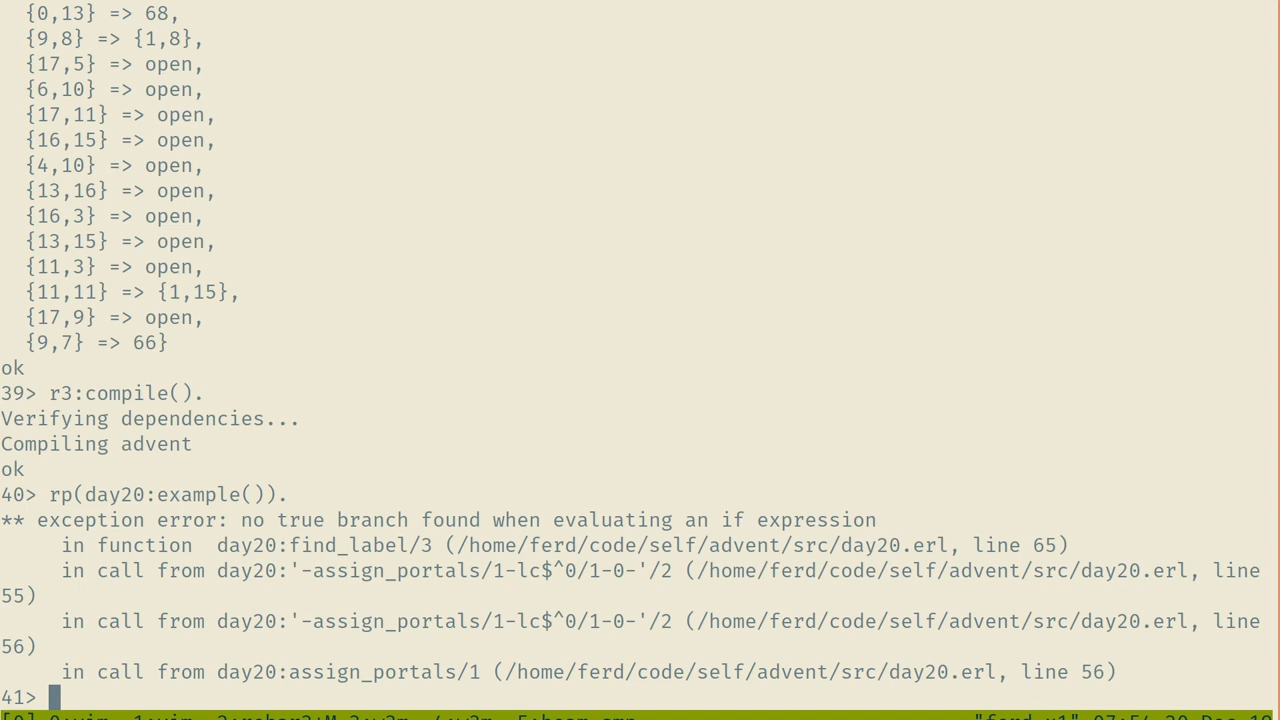 {0,13} => 68,
{9,8} => {1,8},
{17,5} => open,
{6,10} => open,
{17,11} => open,
{16,15} => open,
{4,10} => open,
{13,16} => open,
{16,3} => open,
{13,15} => open,
{11,3} => open,
{11,11} => {1,15},
{17,9} => open,
{9,7} => 66}
ok
39> r3:compile().
Verifying dependencies...
Compiling advent
ok
40> rp(day20:example()).
** exception error: no true branch found when evaluating an if expression
in function  day20:find_label/3 (/home/ferd/code/self/advent/src/day20.erl, line 65)
in call from day20:'-assign_portals/1-lc$^0/1-0-'/2 (/home/ferd/code/self/advent/src/day20.erl, line
55)
in call from day20:'-assign_portals/1-lc$^0/1-0-'/2 (/home/ferd/code/self/advent/src/day20.erl, line
56)
in call from day20:assign_portals/1 (/home/ferd/code/self/advent/src/day20.erl, line 56)
41>